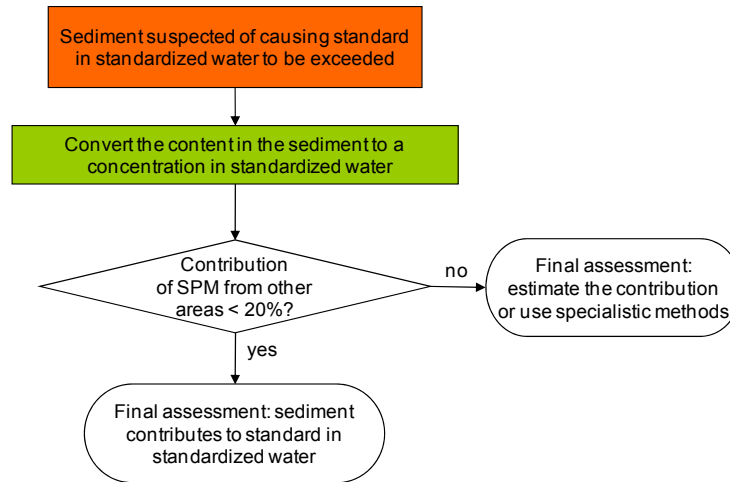 Sediment suspected of causing standard
in standardized water to be exceeded
Convert the content in the sediment to a
concentration in standardized water
Contribution
of SPM from other
areas < 20%?
no
Final assessment:
estimate the contribution
or use specialistic methods
yes
Final assessment: sediment
contributes to standard in
standardized water